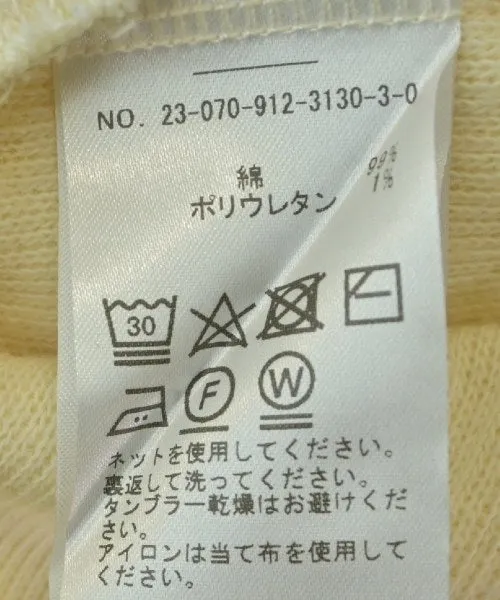 NO. 23-070-912-3130-3-0
綿 99%
ポリウレタン 1%
30
F W
ネットを使用してください。
裏返して洗ってください。
タンブラー乾燥はお避けくだ
さい。
アイロンは当て布を使用して
ください。